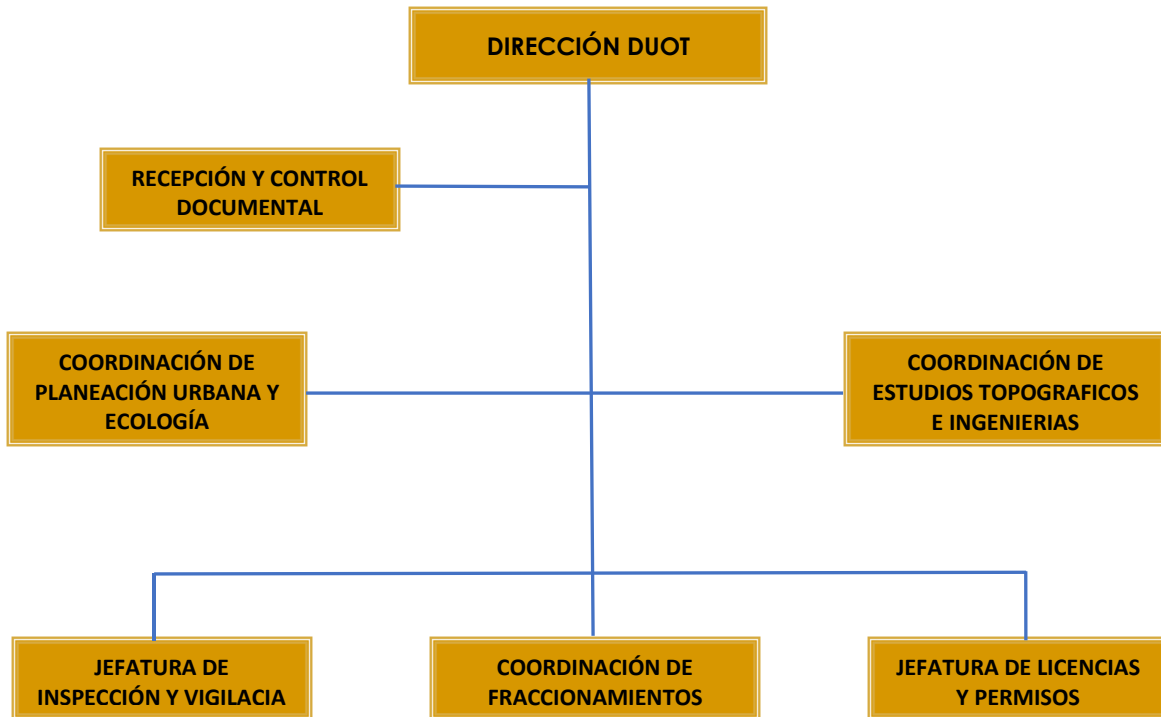 DIRECCIÓN DUOT
RECEPCIÓN Y CONTROL
DOCUMENTAL
COORDINACIÓN DE
PLANEACIÓN URBANA Y
ECOLOGÍA
COORDINACIÓN DE
ESTUDIOS TOPOGRAFICOS
E INGENIERIAS
JEFATURA DE
INSPECCIÓN Y VIGILACIA
COORDINACIÓN DE
FRACCIONAMIENTOS
JEFATURA DE LICENCIAS
Y PERMISOS